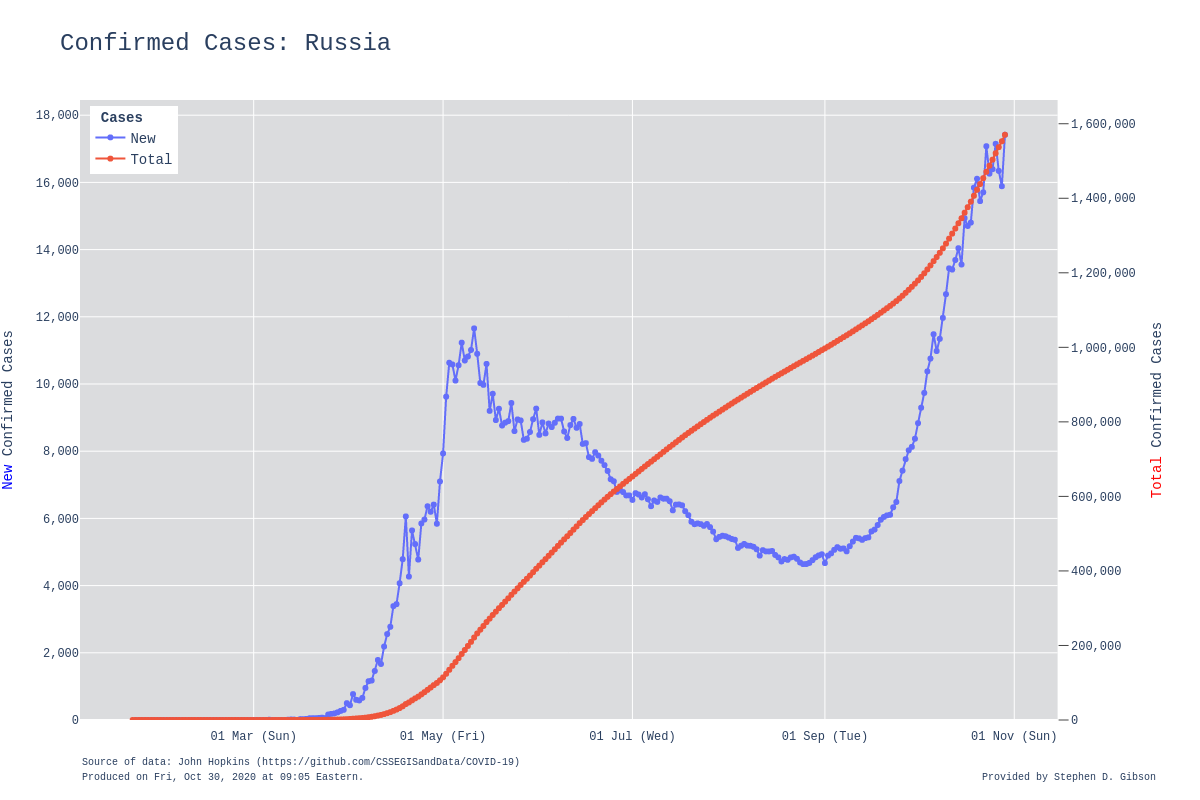 Confirmed Cases: Russia
Cases
New
Total
18,000
16,000
14,000
12,000
10,000
8,000
6,000
4,000
2,000
0
New Confirmed Cases
1,600,000
1,400,000
1,200,000
1,000,000
800,000
600,000
400,000
200,000
0
Total Confirmed Cases
01 Mar (Sun)
01 May (Fri)
01 Jul (Wed)
01 Sep (Tue)
01 Nov (Sun)
Source of data: John Hopkins (https://github.com/CSSEGISandData/COVID-19)
Produced on Fri, Oct 30, 2020 at 09:05 Eastern.
Provided by Stephen D. Gibson